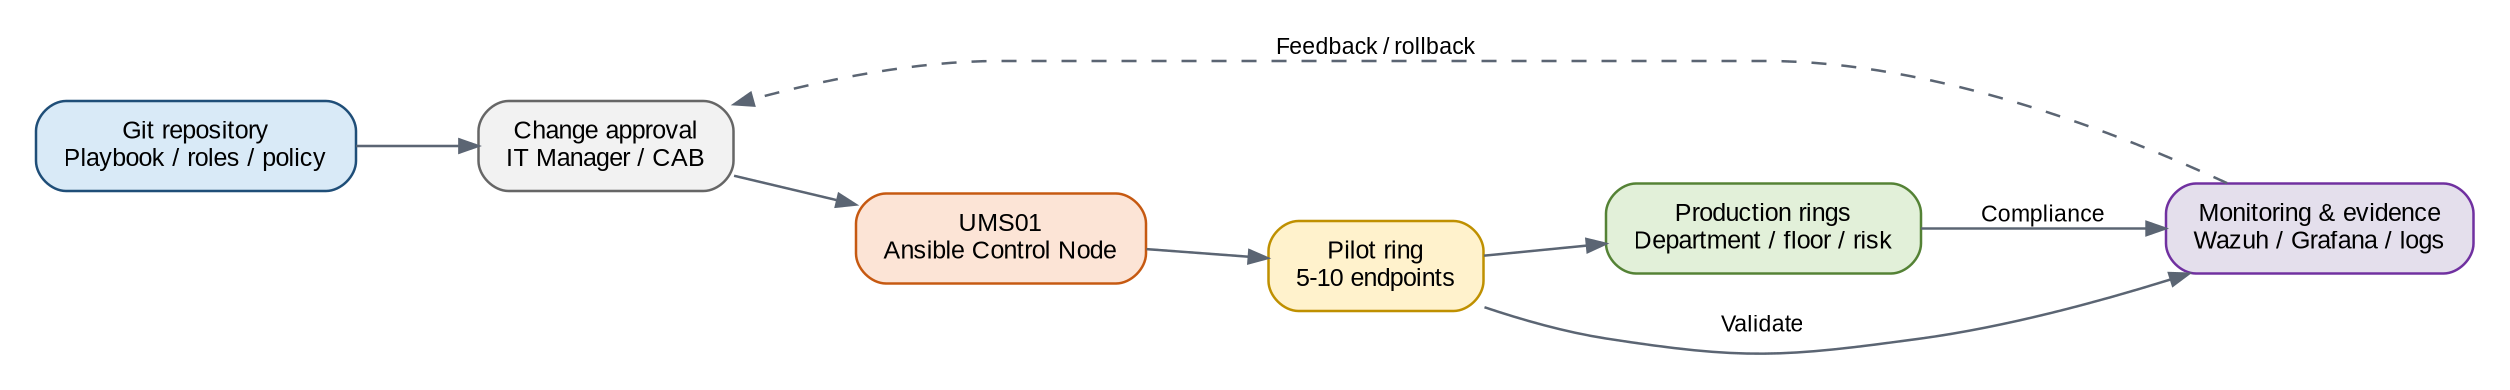 Feedback / rollback
Git repository
Playbook / roles / policy
Change approval
IT Manager / CAB
UMS01
Ansible Control Node
Pilot ring
5-10 endpoints
Production rings
Department / floor / risk
Compliance
Monitoring & evidence
Wazuh / Grafana / logs
Validate